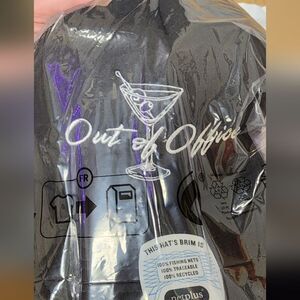 Out of Office
FR
THIS HAT'S BRIM IS
100% FISHING NETS
100% TRACEABLE
100% RECYCLED
netplus